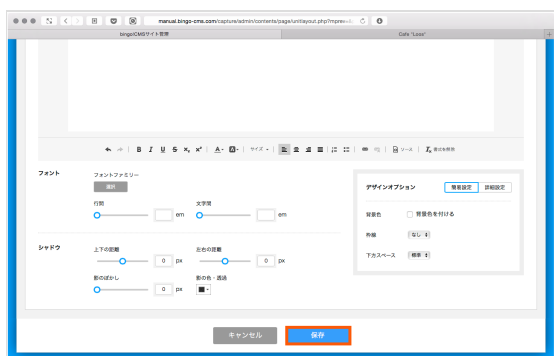 manual.bingo-cms.com/capture/admin/contents/page/unitlayout.php?mprev=
bingo!CMSサイト管理
Cafe "Loso"
B I U S x₂ x² A サイズ ソース 書式を解除
フォント
フォントファミリー
選択
行間
文字間
em
em
シャドウ
上下の距離
左右の距離
0 px
0 px
影のぼかし
影の色・透過
0 px
デザインオプション
簡易設定
詳細設定
背景色
背景色を付ける
枠線
なし
下方スペース
標準
キャンセル
保存